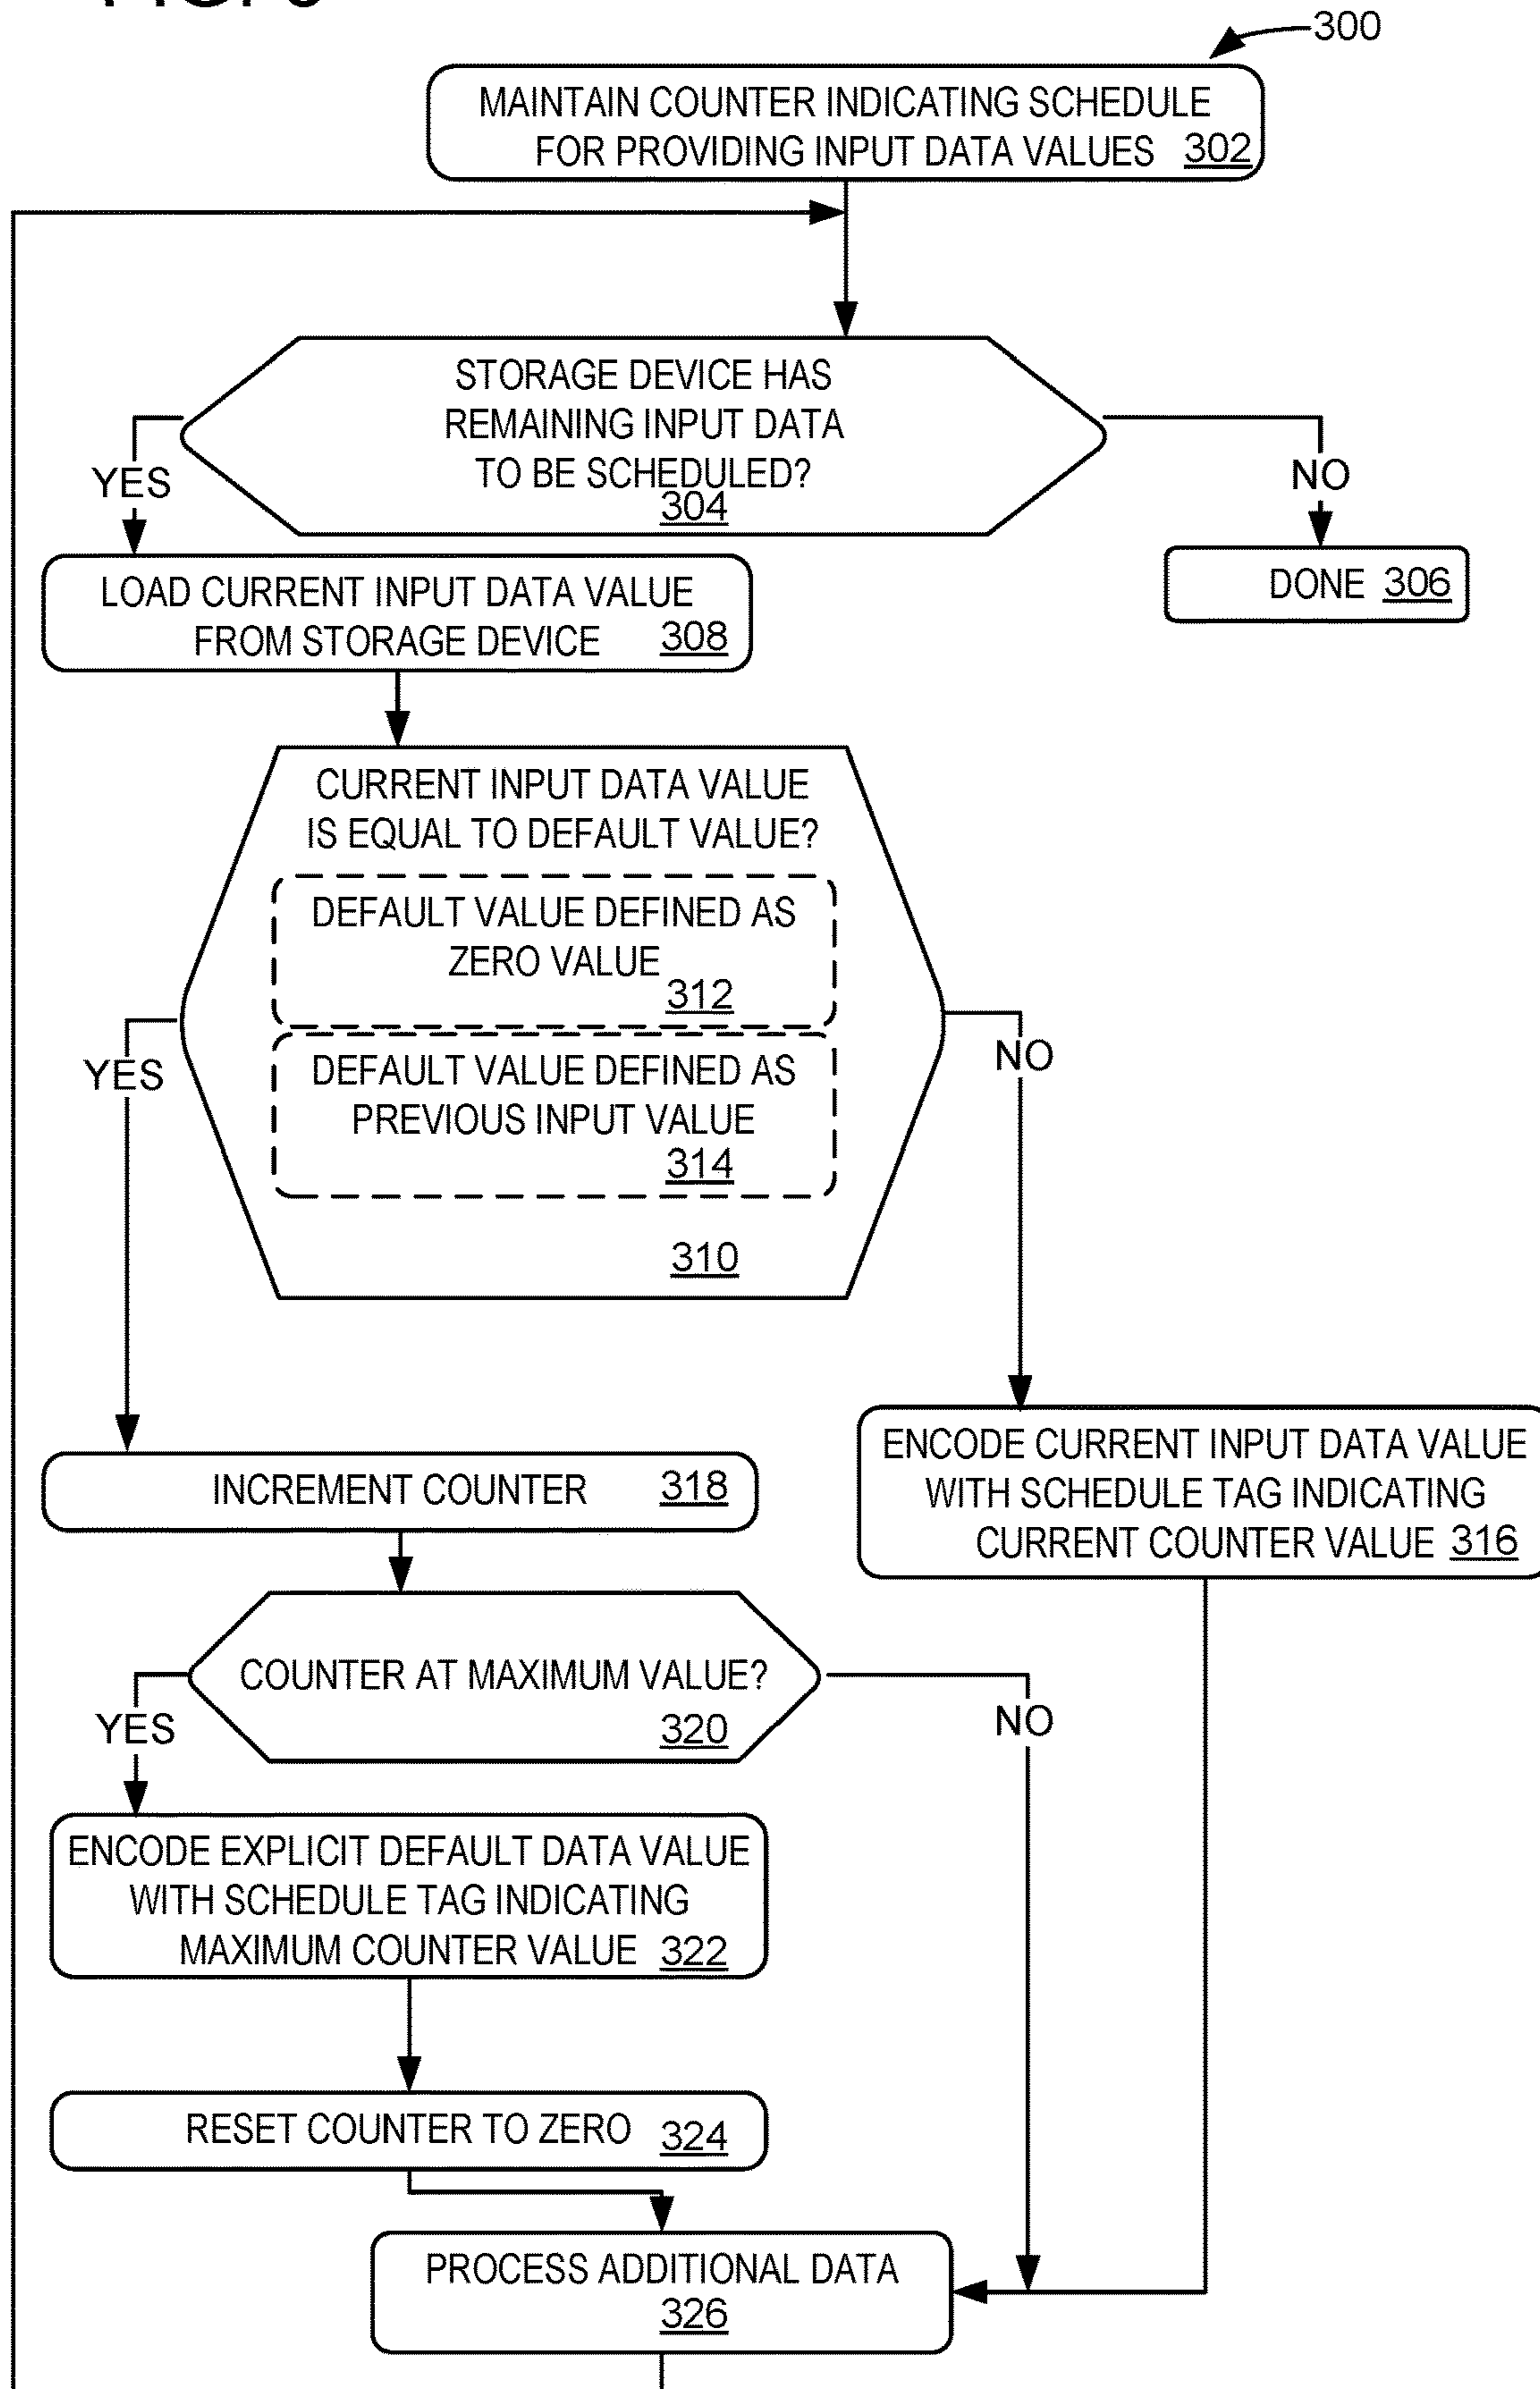 300
MAINTAIN COUNTER INDICATING SCHEDULE
FOR PROVIDING INPUT DATA VALUES 302
STORAGE DEVICE HAS
REMAINING INPUT DATA
TO BE SCHEDULED?
304
YES
NO
DONE 306
LOAD CURRENT INPUT DATA VALUE
FROM STORAGE DEVICE 308
CURRENT INPUT DATA VALUE
IS EQUAL TO DEFAULT VALUE?
DEFAULT VALUE DEFINED AS
ZERO VALUE
312
DEFAULT VALUE DEFINED AS
PREVIOUS INPUT VALUE
314
310
YES
NO
ENCODE CURRENT INPUT DATA VALUE
WITH SCHEDULE TAG INDICATING
CURRENT COUNTER VALUE 316
INCREMENT COUNTER 318
COUNTER AT MAXIMUM VALUE?
320
YES
NO
ENCODE EXPLICIT DEFAULT DATA VALUE
WITH SCHEDULE TAG INDICATING
MAXIMUM COUNTER VALUE 322
RESET COUNTER TO ZERO 324
PROCESS ADDITIONAL DATA
326